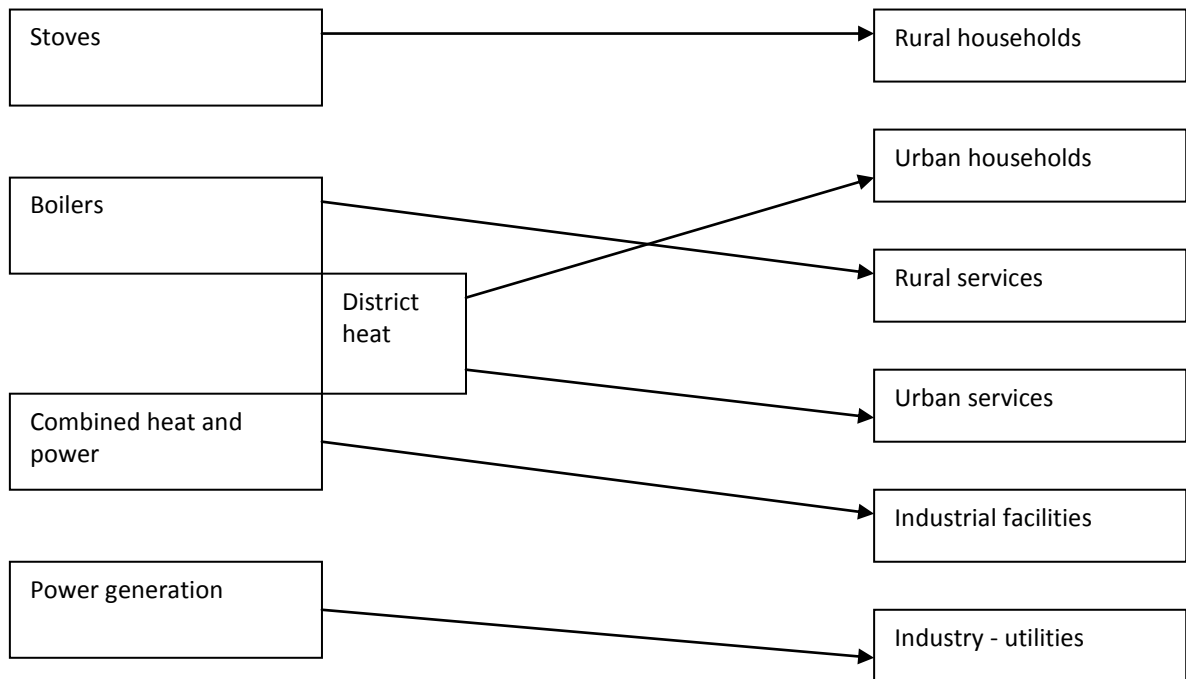 Stoves
Rural households
Urban households
Boilers
Rural services
District
heat
Urban services
Combined heat and
power
Industrial facilities
Power generation
Industry - utilities